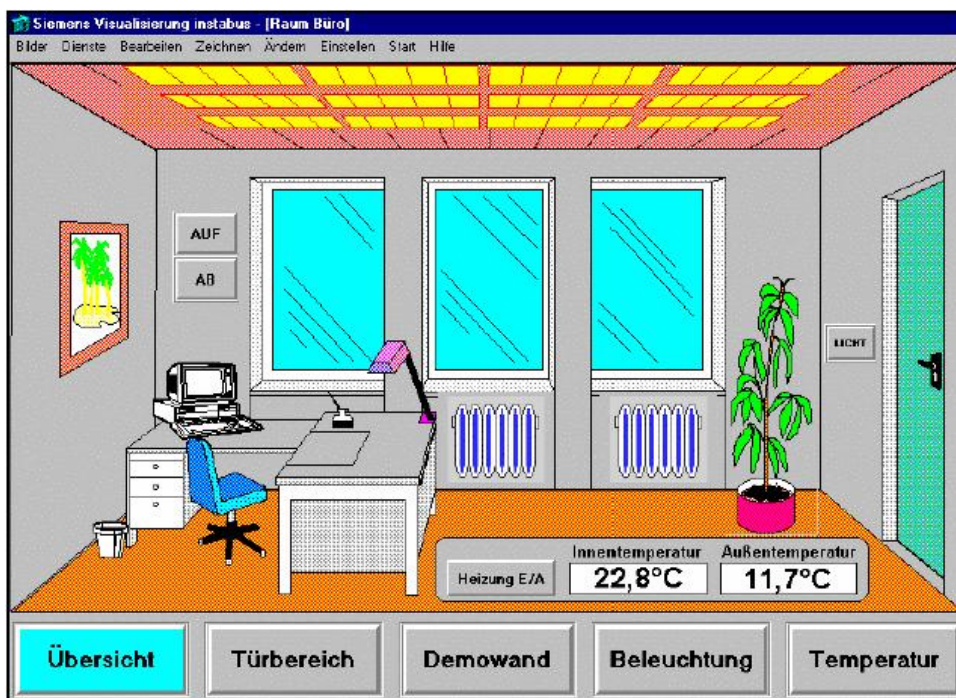 Siemens Visualisierung instabus - [Raum Büro]
Bilder Dienste Bearbeiten Zeichnen Ändern Einstellen Start Hilfe
AUF
AB
LICHT
Innentemperatur Außentemperatur
Heizung E/A 22,8°C 11,7°C
Übersicht Türbereich Demowand Beleuchtung Temperatur